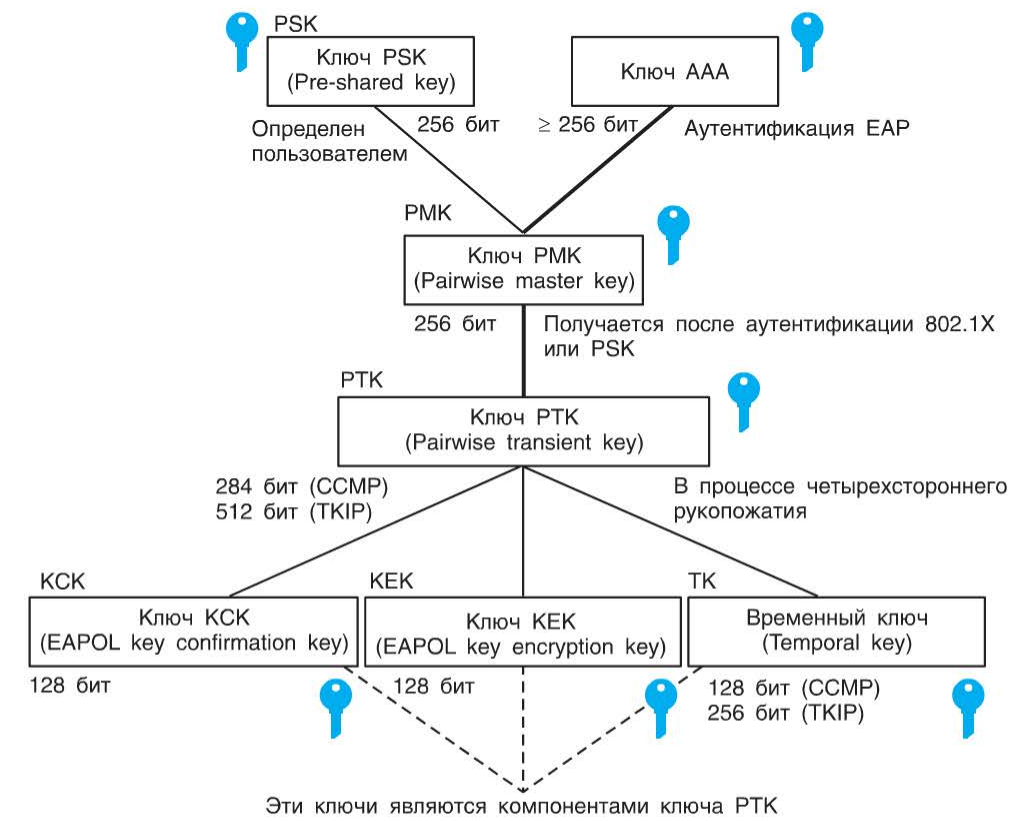 PSK
Ключ PSK
(Pre-shared key)
Ключ AAA
Определен
пользователем
256 бит
≥ 256 бит
Аутентификация EAP
PMK
Ключ PMK
(Pairwise master key)
256 бит
Получается после аутентификации 802.1X
или PSK
PTK
Ключ PTK
(Pairwise transient key)
284 бит (CCMP)
512 бит (TKIP)
В процессе четырехстороннего
рукопожатия
KCK
Ключ KCK
(EAPOL key confirmation key)
128 бит
KEK
Ключ KEK
(EAPOL key encryption key)
128 бит
TK
Временный ключ
(Temporal key)
128 бит (CCMP)
256 бит (TKIP)
Эти ключи являются компонентами ключа PTK